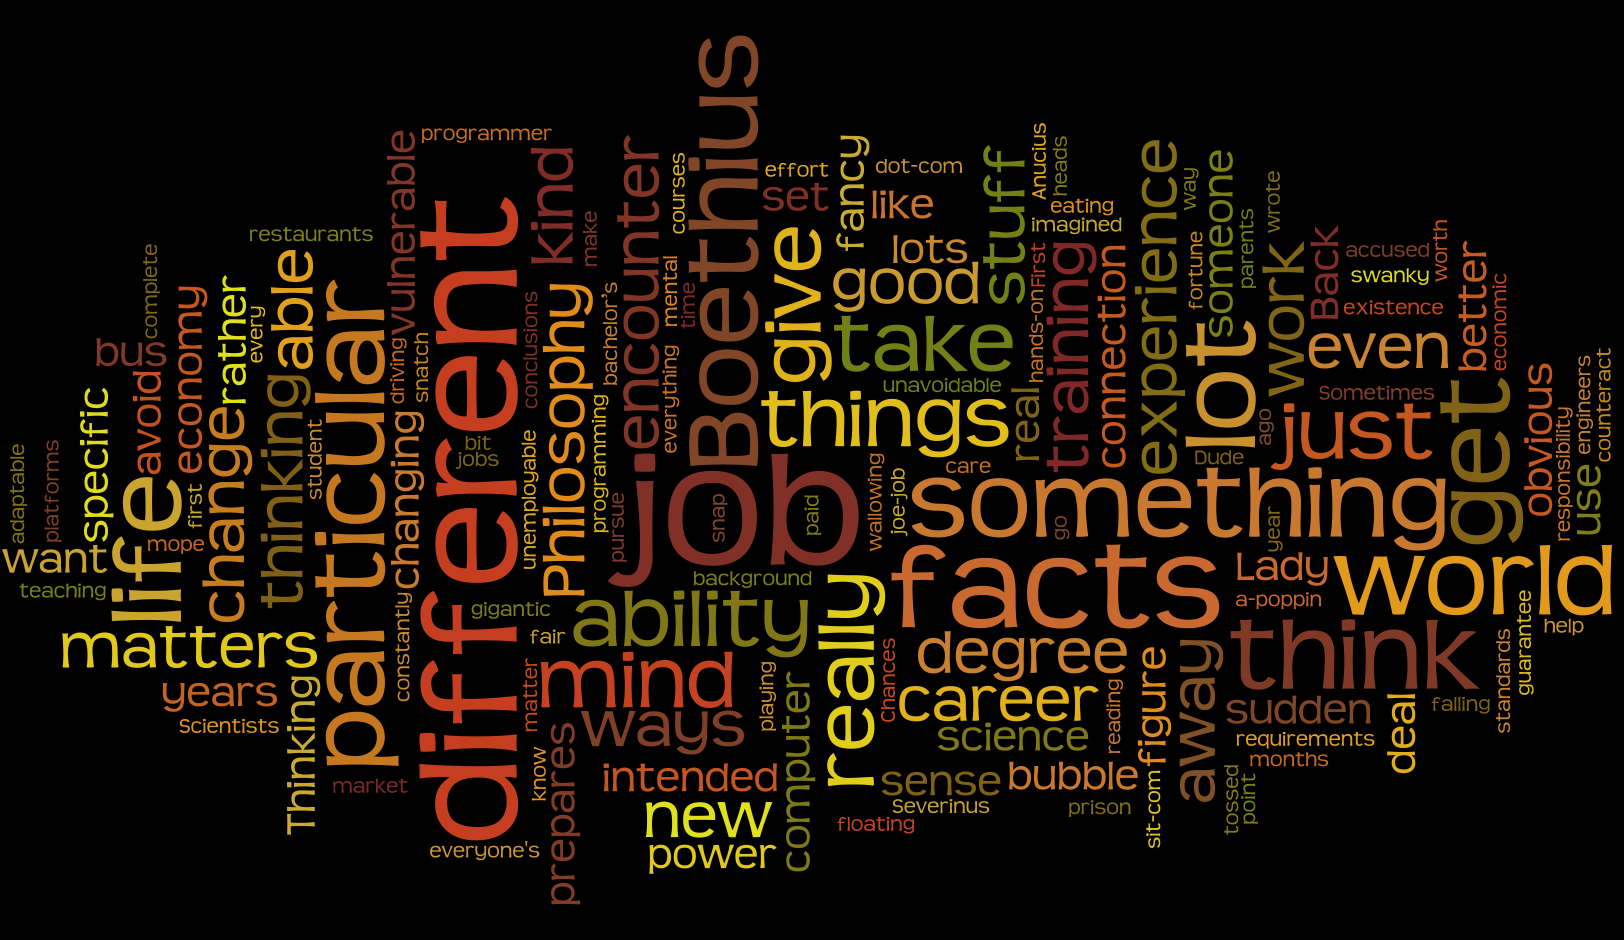 programmer
Boethius
Anucius
heads
effort
dot-com
fancy
stuff
experience
way
someone
wrote
vulnerable
kind
encounter
courses
set
like
eating
imagined
parents
restaurants
different
make
give
lots
good
First
hands-on
training
connection
fortune
work
Back
accused
worth
complete
able
rather
every
particular
Philosophy
conclusions
bachelor's
mental
time
take
lot
swanky
existence
better
economic
even
bus
economy
avoid
driving
snatch
everything
unavoidable
things
real
ago
Sometimes
just
get
obvious
engineers
counteract
specific
thinking
student
changing
bit
jobs
unemployable
programming
job
care
Dude
responsibility
use
adaptable
platforms
life
first
change
pursue
snap
paid
wallowing
joe-job
something
go
year
want
mope
teaching
constantly
background
really
facts
Lady
a-poppin
world
gigantic
fair
ability
help
guarantee
matters
mind
matter
playing
computer
Chances
degree
career
reading
figure
away
think
standards
years
Scientists
Thinking
ways
science
sudden
deal
falling
requirements
months
market
know
prepares
intended
sense
bubble
Severinus
prison
sit-com
tossed
point
new
power
floating
everyone's